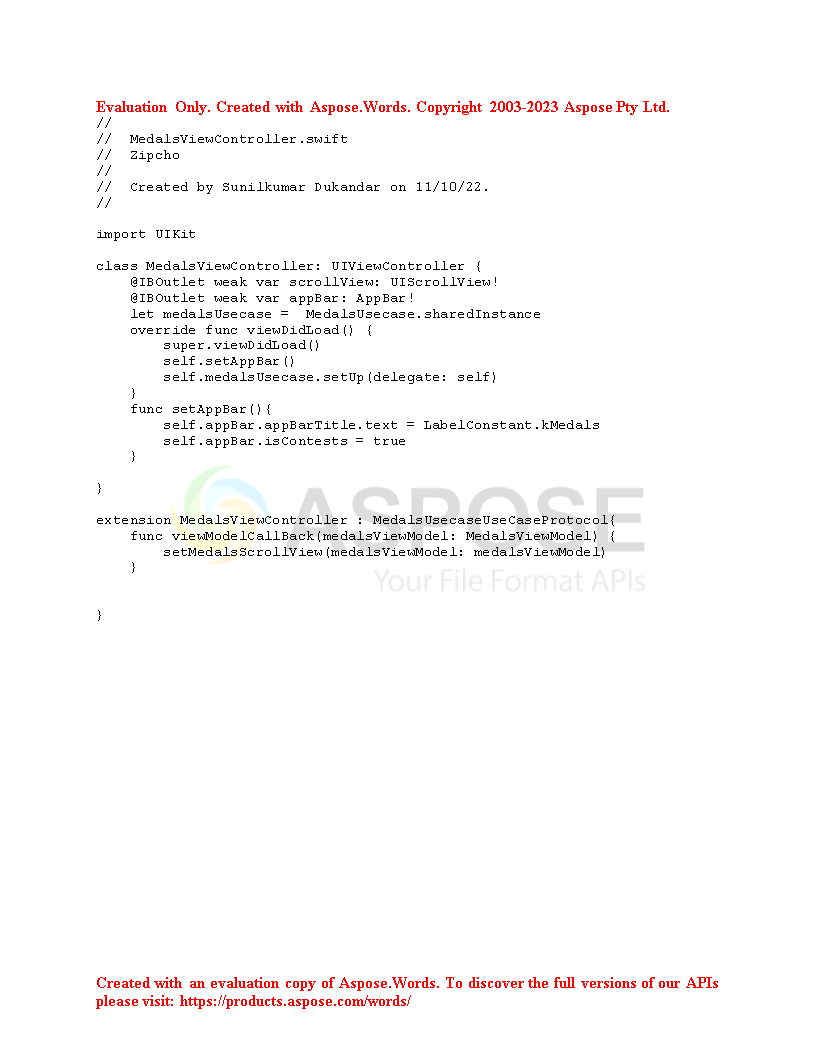 Evaluation Only. Created with Aspose.Words. Copyright 2003-2023 Aspose Pty Ltd.
//
//  MedalsViewController.swift
//  Zipcho
//
//  Created by Sunilkumar Dukandar on 11/10/22.
//
import UIKit
class MedalsViewController: UIViewController {
    @IBOutlet weak var scrollView: UIScrollView!
    @IBOutlet weak var appBar: AppBar!
    let medalsUsecase =  MedalsUsecase.sharedInstance
    override func viewDidLoad() {
        super.viewDidLoad()
        self.setAppBar()
        self.medalsUsecase.setUp(delegate: self)
    }
    func setAppBar(){
        self.appBar.appBarTitle.text = LabelConstant.kMedals
        self.appBar.isContests = true
    }
}
ASPOSE
extension MedalsViewController : MedalsUsecaseUseCaseProtocol{
    func viewModelCallBack(medalsViewModel: MedalsViewModel) {
        setMedalsScrollView(medalsViewModel: medalsViewModel)
    }
Your File Format APIs
}
Created with an evaluation copy of Aspose.Words. To discover the full versions of our APIs
please visit: https://products.aspose.com/words/